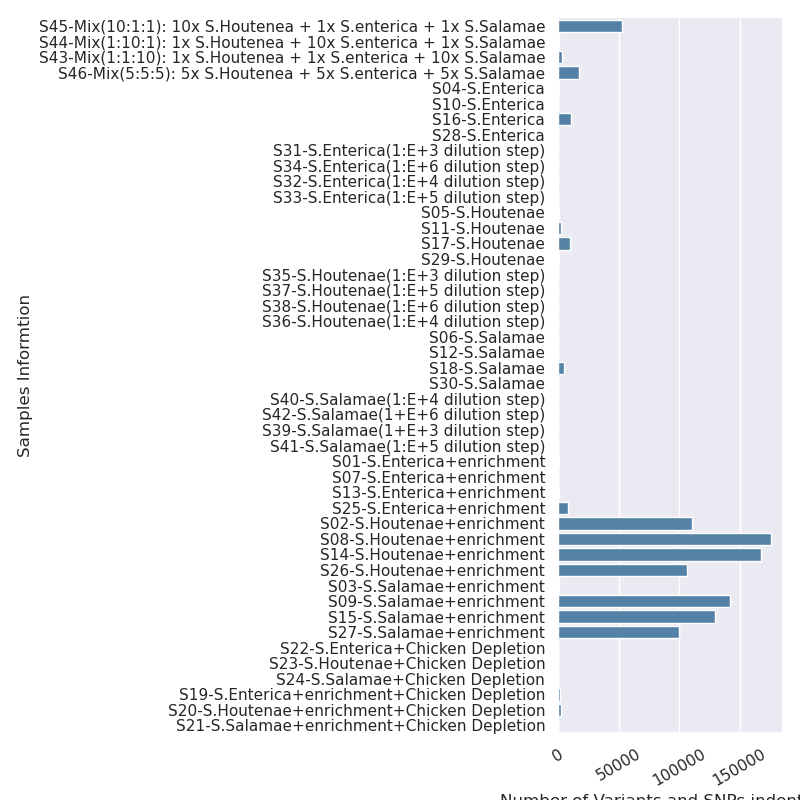 S45-Mix(10:1:1): 10x S.Houtenea + 1x S.enterica + 1x S.Salamae
S44-Mix(1:10:1): 1x S.Houtenea + 10x S.enterica + 1x S.Salamae
S43-Mix(1:1:10): 1x S.Houtenea + 1x S.enterica + 10x S.Salamae
S46-Mix(5:5:5): 5x S.Houtenea + 5x S.enterica + 5x S.Salamae
S04-S.Enterica
S10-S.Enterica
S16-S.Enterica
S28-S.Enterica
S31-S.Enterica(1:E+3 dilution step)
S34-S.Enterica(1:E+6 dilution step)
S32-S.Enterica(1:E+4 dilution step)
S33-S.Enterica(1:E+5 dilution step)
S05-S.Houtenae
S11-S.Houtenae
S17-S.Houtenae
S29-S.Houtenae
S35-S.Houtenae(1:E+3 dilution step)
S37-S.Houtenae(1:E+5 dilution step)
S38-S.Houtenae(1:E+6 dilution step)
S36-S.Houtenae(1:E+4 dilution step)
S06-S.Salamae
S12-S.Salamae
S18-S.Salamae
S30-S.Salamae
S40-S.Salamae(1:E+4 dilution step)
S42-S.Salamae(1+E+6 dilution step)
S39-S.Salamae(1+E+3 dilution step)
S41-S.Salamae(1:E+5 dilution step)
S01-S.Enterica+enrichment
S07-S.Enterica+enrichment
S13-S.Enterica+enrichment
S25-S.Enterica+enrichment
S02-S.Houtenae+enrichment
S08-S.Houtenae+enrichment
S14-S.Houtenae+enrichment
S26-S.Houtenae+enrichment
S03-S.Salamae+enrichment
S09-S.Salamae+enrichment
S15-S.Salamae+enrichment
S27-S.Salamae+enrichment
S22-S.Enterica+Chicken Depletion
S23-S.Houtenae+Chicken Depletion
S24-S.Salamae+Chicken Depletion
S19-S.Enterica+enrichment+Chicken Depletion
S20-S.Houtenae+enrichment+Chicken Depletion
S21-S.Salamae+enrichment+Chicken Depletion
Samples Informtion
0
50000
100000
150000
Number of Variants and SNPs indent